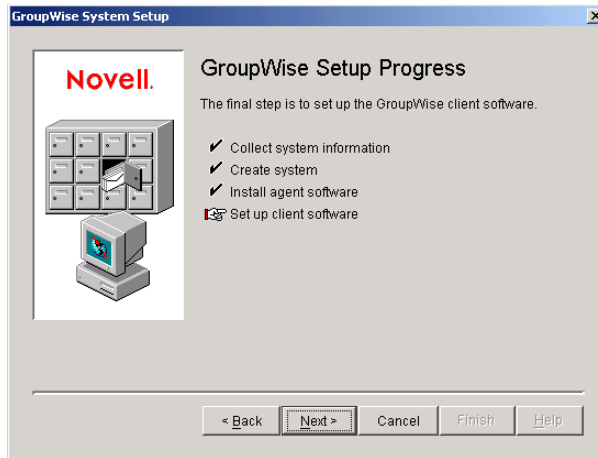 GroupWise System Setup
Novell.
GroupWise Setup Progress
The final step is to set up the GroupWise client software.
✔ Collect system information
✔ Create system
✔ Install agent software
Set up client software
< Back
Next >
Cancel
Finish
Help